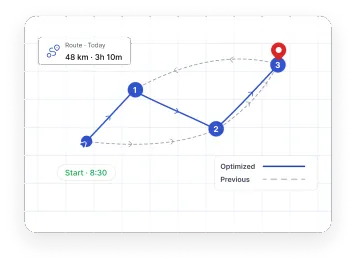 Route · Today
48 km · 3h 10m
1
2
3
Start · 8:30
Optimized
Previous